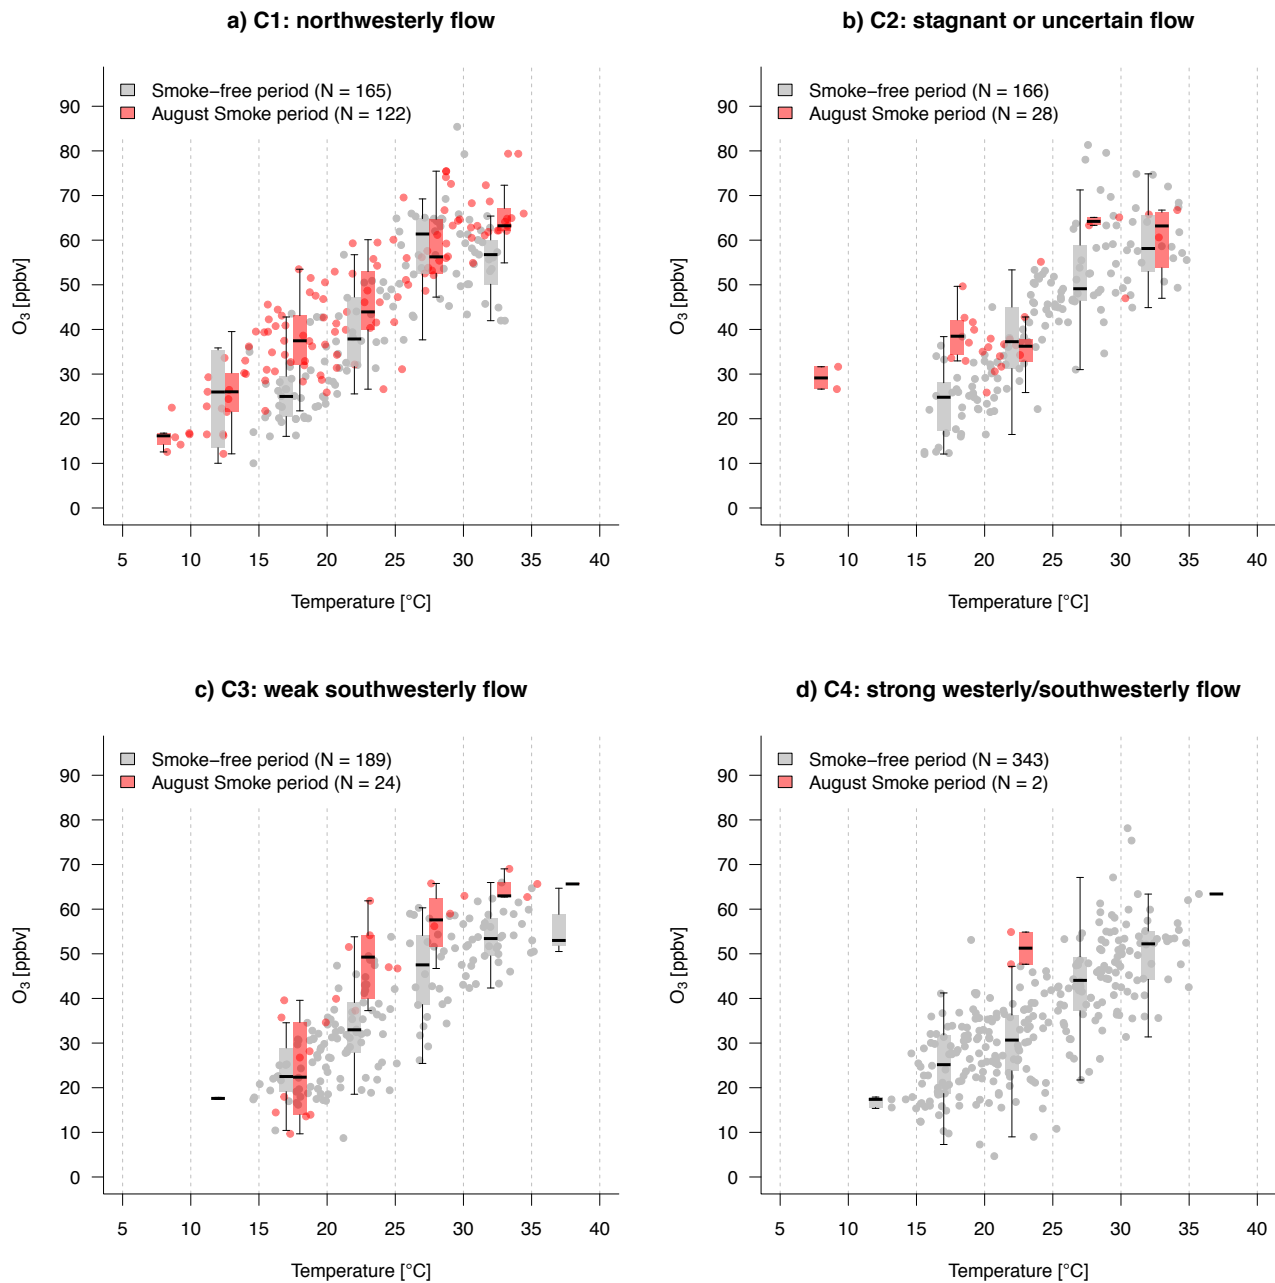 a) C1: northwesterly flow
Smoke−free period (N = 165)
August Smoke period (N = 122)
O3 [ppbv]
90
80
70
60
50
40
30
20
10
0
5 10 15 20 25 30 35 40
Temperature [°C]
b) C2: stagnant or uncertain flow
Smoke−free period (N = 166)
August Smoke period (N = 28)
O3 [ppbv]
90
80
70
60
50
40
30
20
10
0
5 10 15 20 25 30 35 40
Temperature [°C]
c) C3: weak southwesterly flow
Smoke−free period (N = 189)
August Smoke period (N = 24)
O3 [ppbv]
90
80
70
60
50
40
30
20
10
0
5 10 15 20 25 30 35 40
Temperature [°C]
d) C4: strong westerly/southwesterly flow
Smoke−free period (N = 343)
August Smoke period (N = 2)
O3 [ppbv]
90
80
70
60
50
40
30
20
10
0
5 10 15 20 25 30 35 40
Temperature [°C]